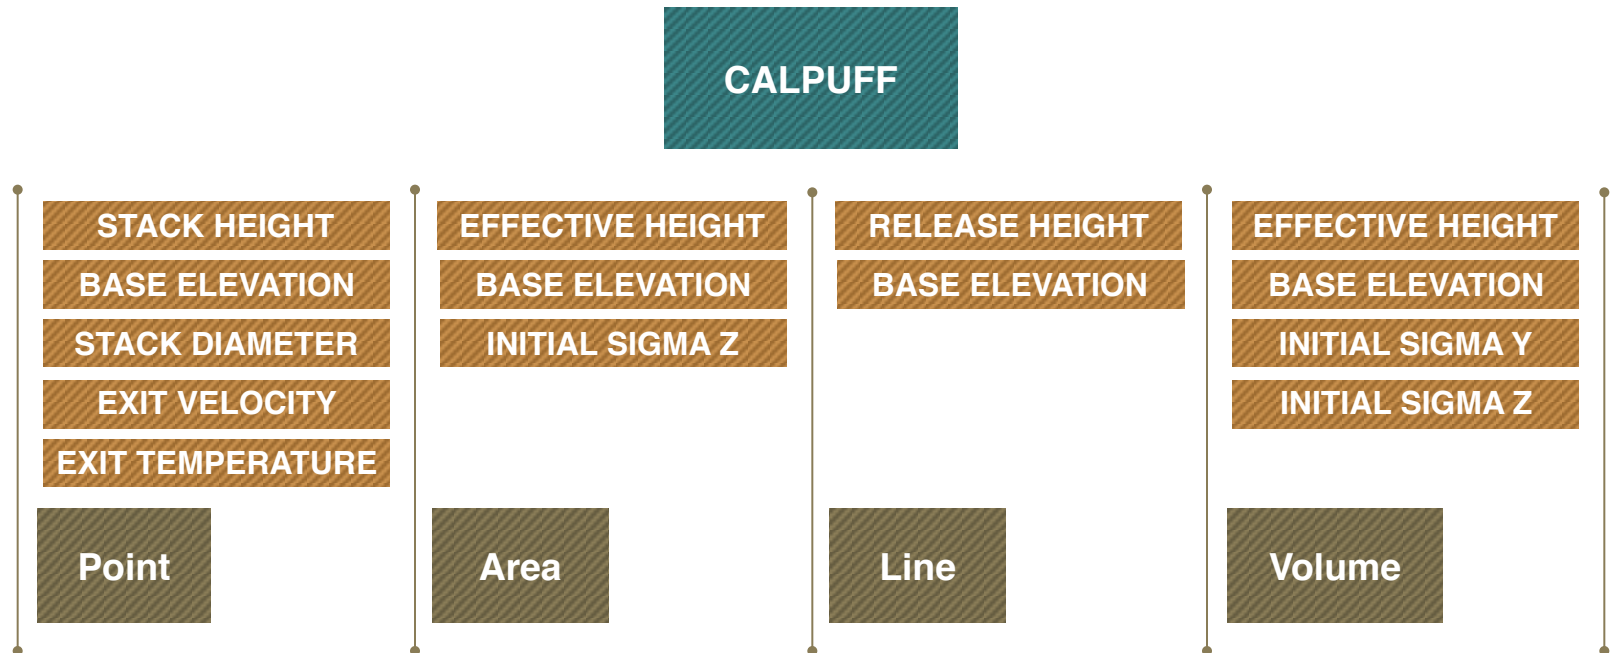 CALPUFF
STACK HEIGHT
BASE ELEVATION
STACK DIAMETER
EXIT VELOCITY
EXIT TEMPERATURE
Point
EFFECTIVE HEIGHT
BASE ELEVATION
INITIAL SIGMA Z
Area
RELEASE HEIGHT
BASE ELEVATION
Line
EFFECTIVE HEIGHT
BASE ELEVATION
INITIAL SIGMA Y
INITIAL SIGMA Z
Volume